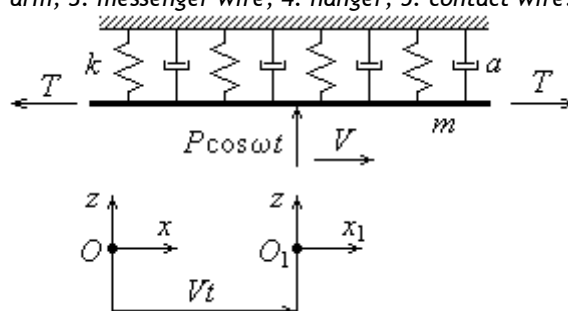 arm, 3. messenger wire, 4. hanger, 5. contact wire.
k
a
T
T
m
P cos ωt
V
z
z
x
x₁
O
O₁
Vt